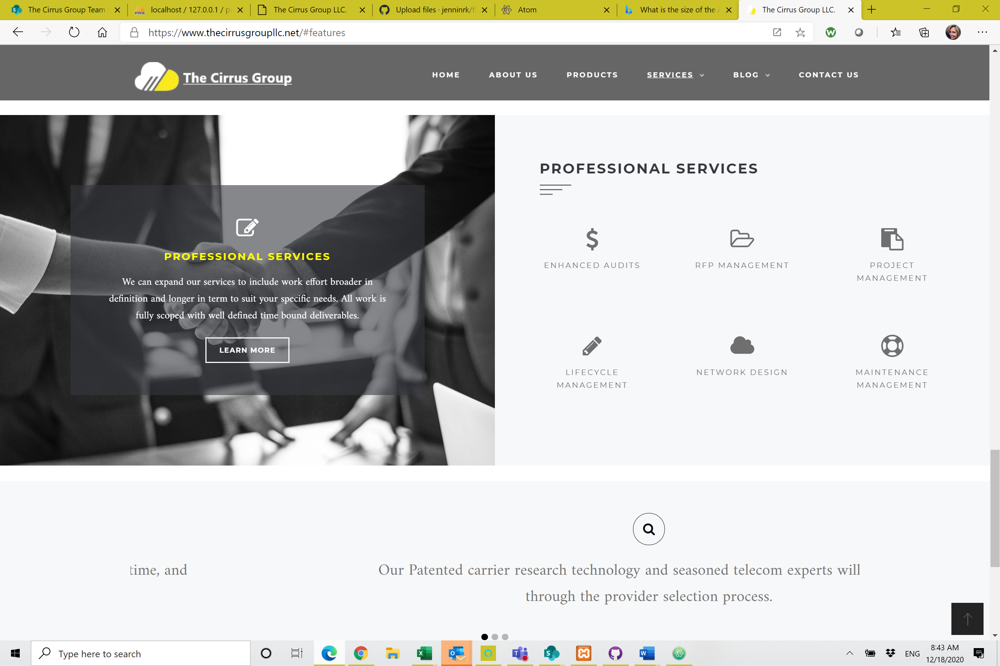 The Cirrus Group Team
localhost / 127.0.0.1 / p
The Cirrus Group LLC.
Upload files · jenninrk/f
Atom
What is the size of the
The Cirrus Group LLC.
https://www.thecirrusgroupllc.net/#features
The Cirrus Group
HOME
ABOUT US
PRODUCTS
SERVICES
BLOG
CONTACT US
PROFESSIONAL SERVICES
We can expand our services to include work effort broader in
definition and longer in term to suit your specific needs. All work is
fully scoped with well defined time bound deliverables.
LEARN MORE
PROFESSIONAL SERVICES
ENHANCED AUDITS
RFP MANAGEMENT
PROJECT
MANAGEMENT
LIFECYCLE
MANAGEMENT
NETWORK DESIGN
MAINTENANCE
MANAGEMENT
time, and
Our Patented carrier research technology and seasoned telecom experts will
through the provider selection process.
Type here to search
ENG
8:43 AM
12/18/2020